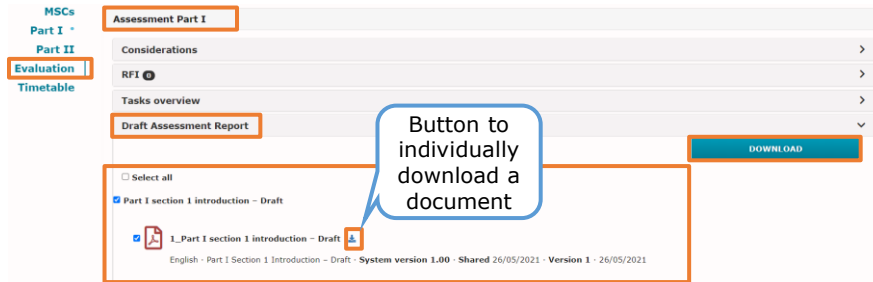 MSCs
Part I *
Part II
Evaluation
Timetable
Assessment Part I
Considerations
RFI 0
Tasks overview
Draft Assessment Report
Button to
individually
download a
document
DOWNLOAD
Select all
Part I section 1 introduction – Draft
1_Part I section 1 introduction – Draft
English · Part I Section 1 Introduction – Draft · System version 1.00 · Shared 26/05/2021 · Version 1 · 26/05/2021